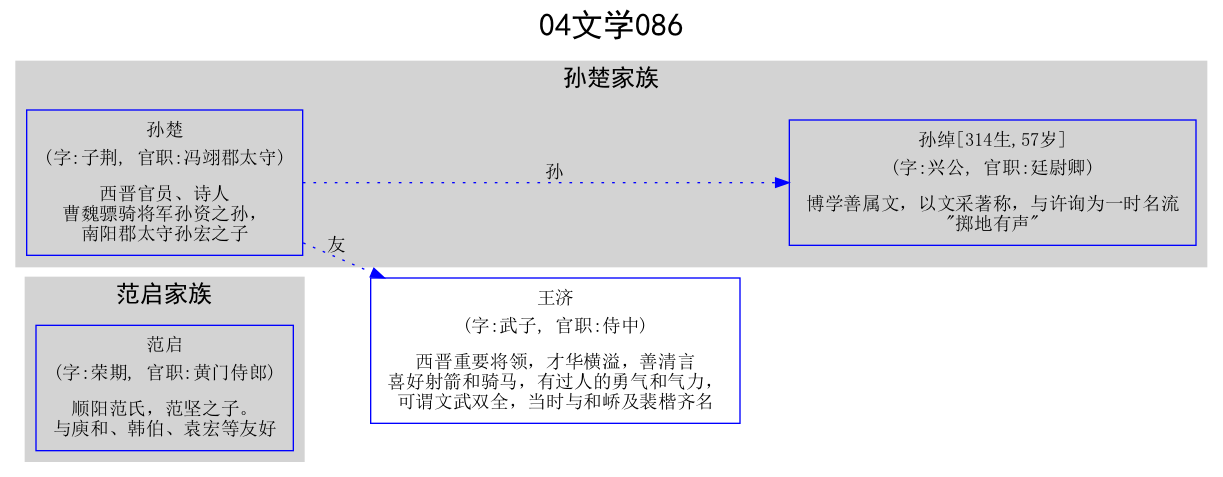 04文学086
孙楚家族
孙楚
(字:子荆, 官职:冯翊郡太守)
西晋官员、诗人
曹魏骠骑将军孙资之孙，
南阳郡太守孙宏之子
孙
孙绰[314生,57岁]
(字:兴公, 官职:廷尉卿)
博学善属文，以文采著称，与许询为一时名流
"掷地有声"
友
范启家族
范启
(字:荣期, 官职:黄门侍郎)
顺阳范氏，范坚之子。
与庾和、韩伯、袁宏等友好
王济
(字:武子, 官职:侍中)
西晋重要将领，才华横溢，善清言
喜好射箭和骑马，有过人的勇气和气力，
可谓文武双全，当时与和峤及裴楷齐名